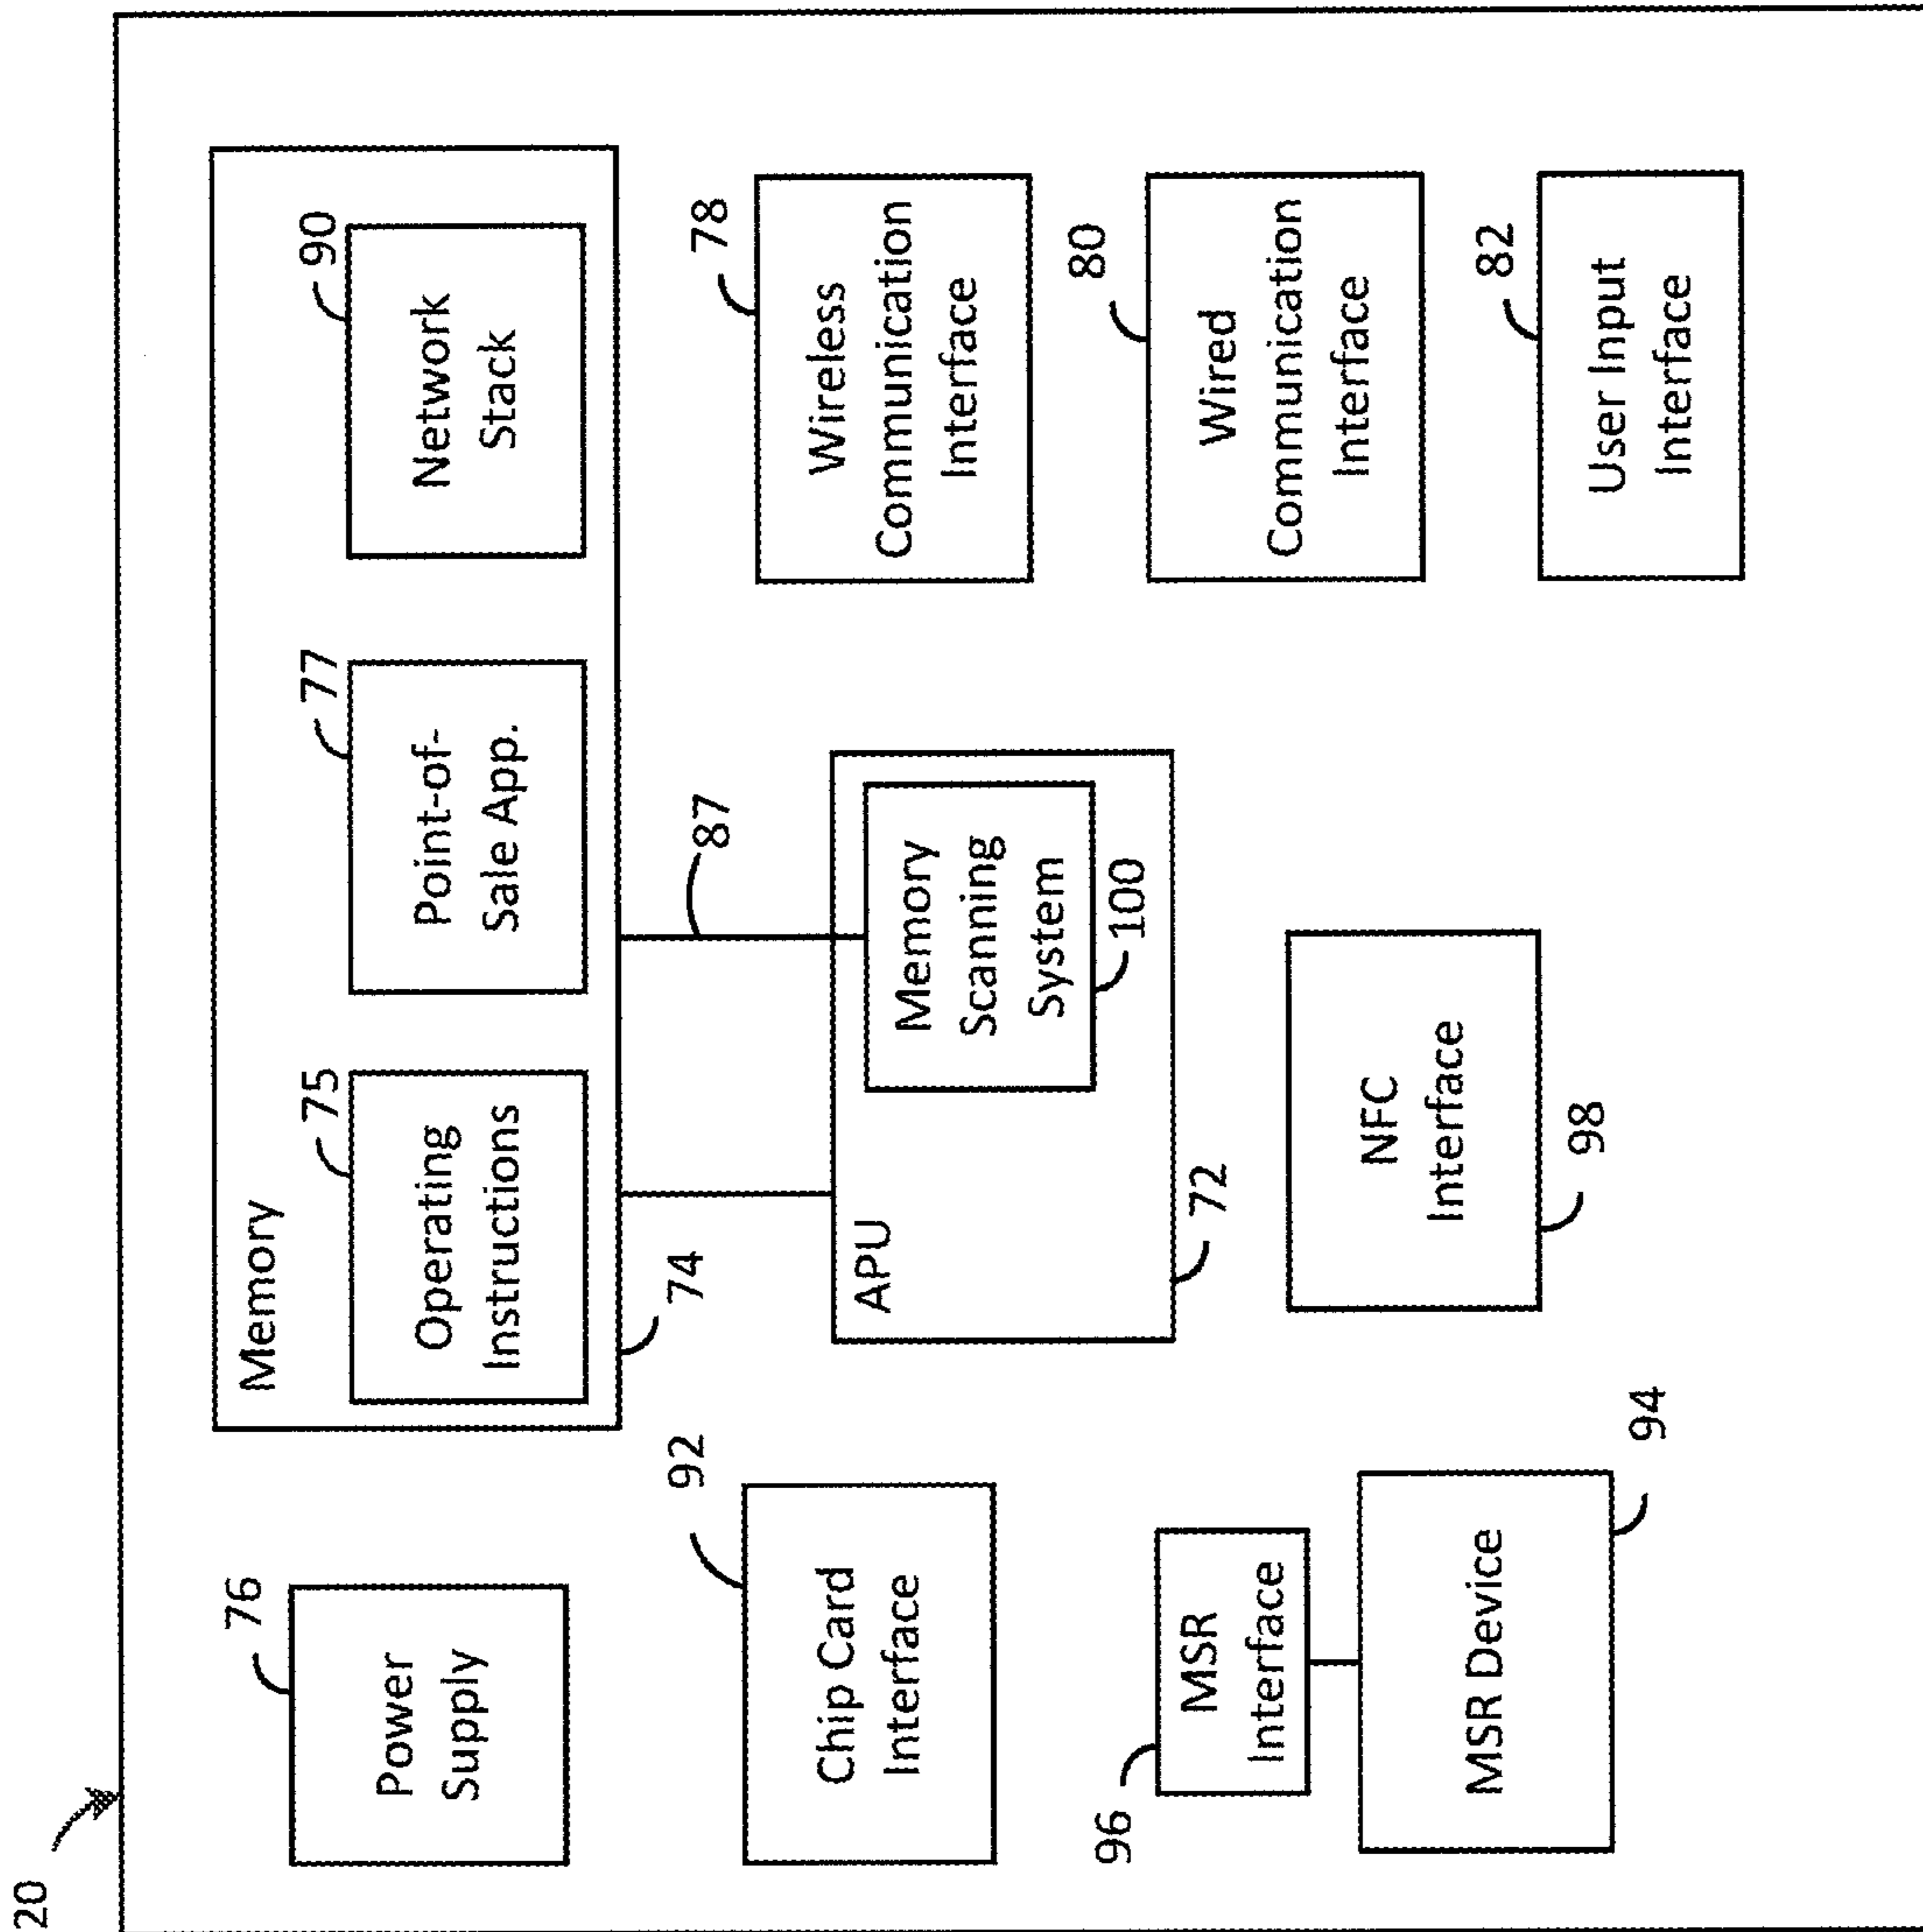 20
76
Power
Supply
Memory
75
Operating
Instructions
77
Point-of-
Sale App.
90
Network
Stack
74
92
Chip Card
Interface
87
APU
Memory
Scanning
System
100
72
78
Wireless
Communication
Interface
96
MSR
Interface
MSR Device
94
NFC
Interface
98
80
Wired
Communication
Interface
82
User Input
Interface